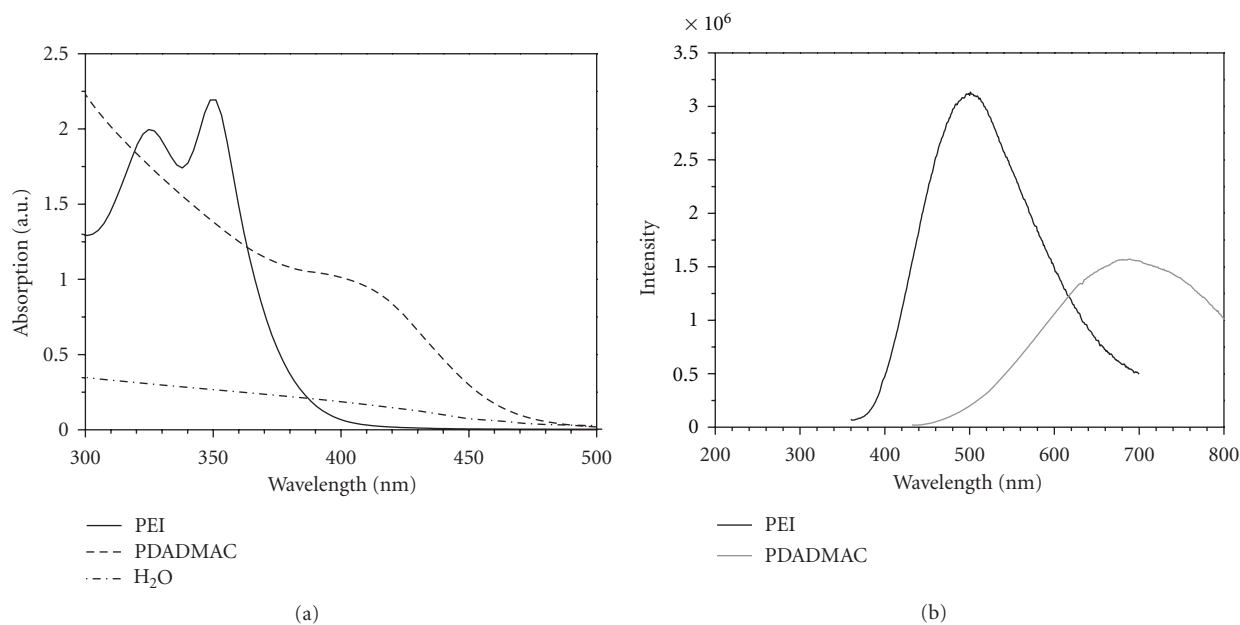 2.5
2
1.5
1
0.5
0
300 350 400 450 500
Absorption (a.u.)
Wavelength (nm)
PEI
PDADMAC
H₂O
(a)
× 10⁶
3.5
3
2.5
2
1.5
1
0.5
0
200 300 400 500 600 700 800
Intensity
Wavelength (nm)
PEI
PDADMAC
(b)